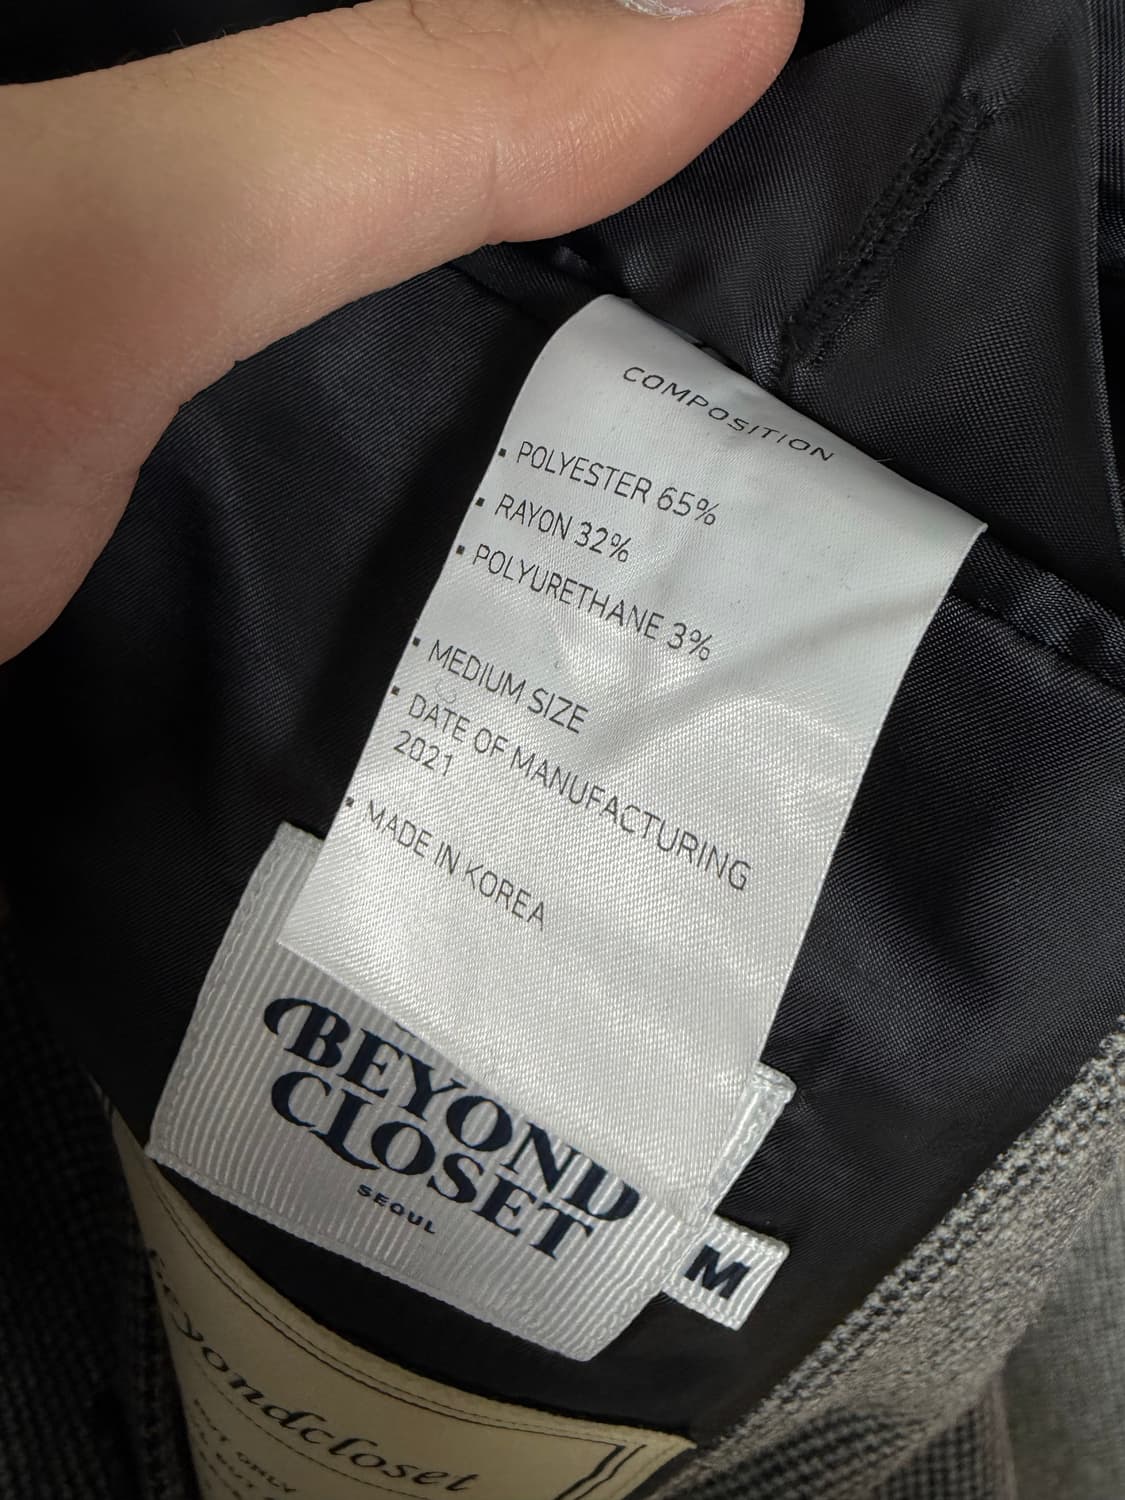 COMPOSITION
▪ POLYESTER 65%
▪ RAYON 32%
▪ POLYURETHANE 3%
▪ MEDIUM SIZE
▪ DATE OF MANUFACTURING
2021
▪ MADE IN KOREA
BEYOND
CLOSET
SEOUL
M
beyondcloset
ONLY